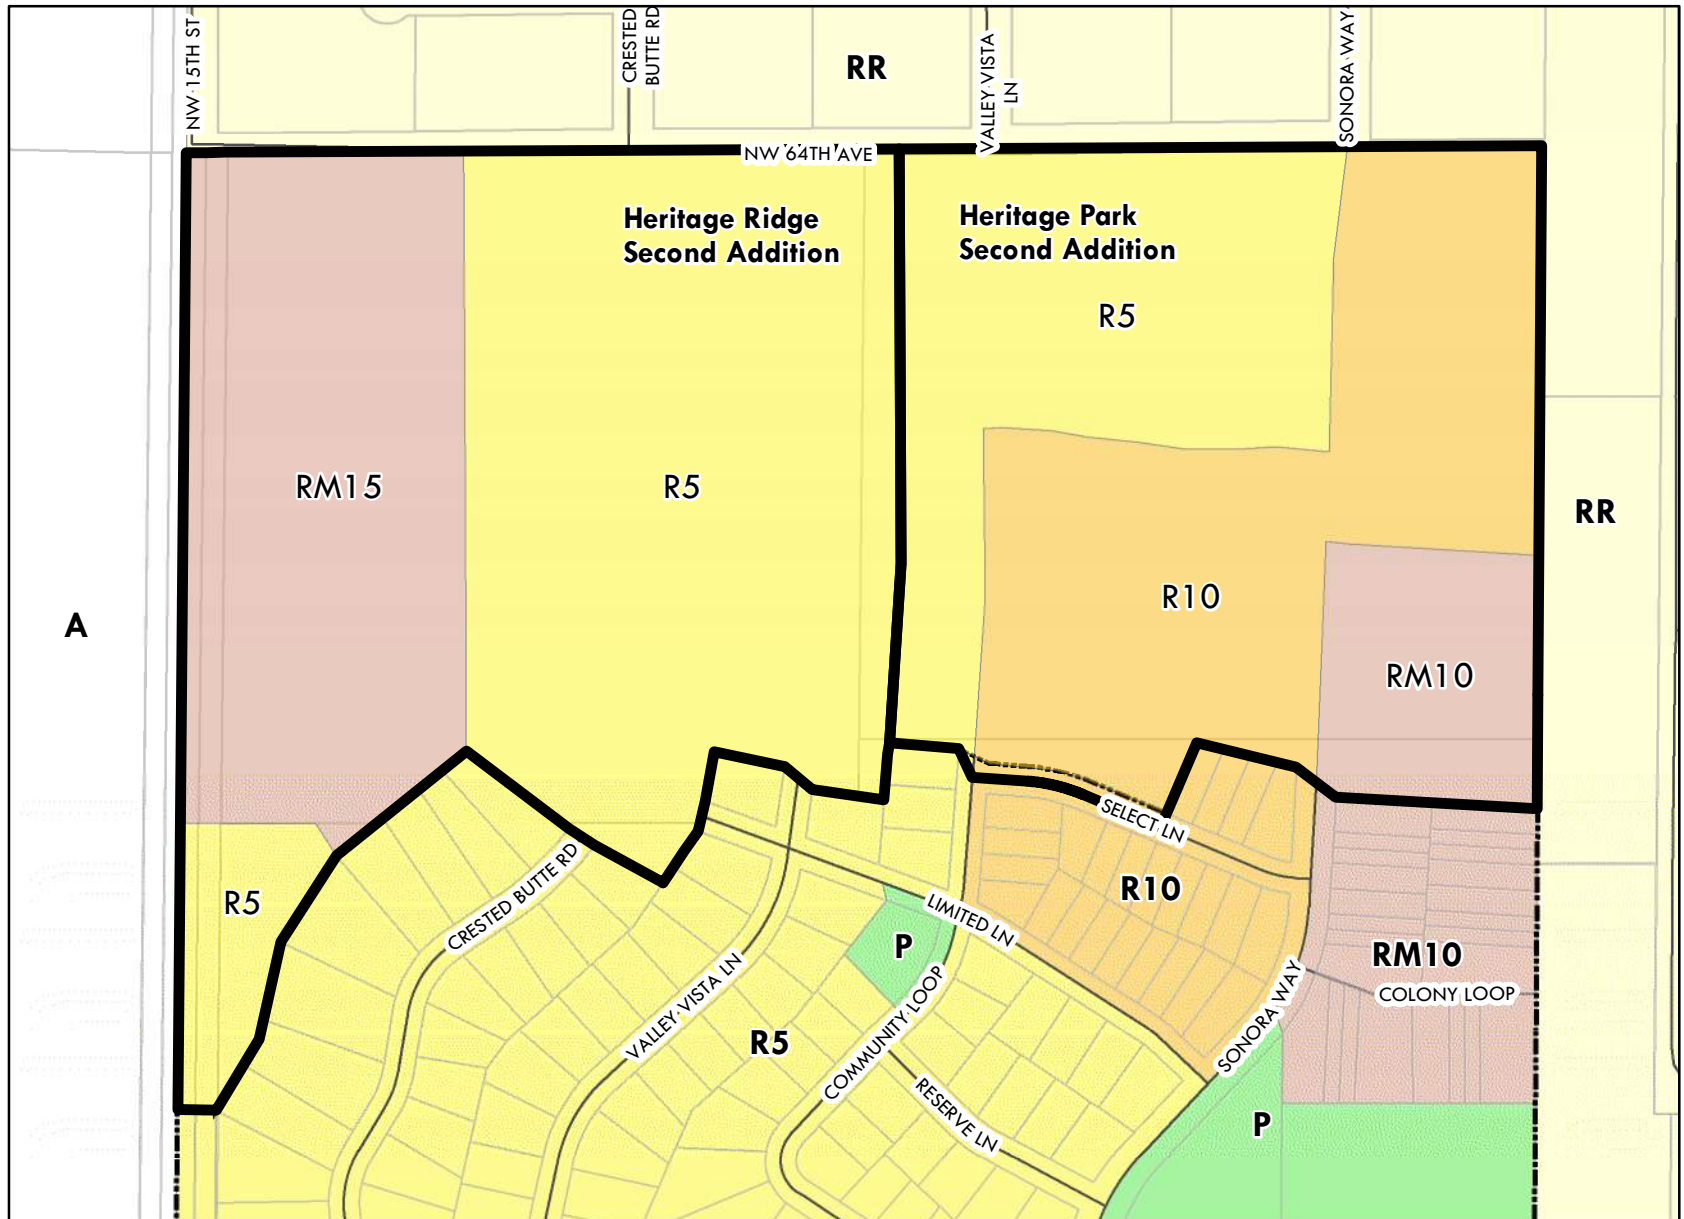 NW 15TH ST
CRESTED
BUTTE RD
RR
VALLEY VISTA
LN
SONORA WAY
NW 64TH AVE
Heritage Ridge
Second Addition
Heritage Park
Second Addition
R5
RM15
R5
RR
R10
A
RM10
SELECT LN
R5
CRESTED BUTTE RD
R10
LIMITED LN
P
RM10
COLONY LOOP
VALLEY VISTA LN
R5
COMMUNITY LOOP
SONORA WAY
RESERVE LN
P